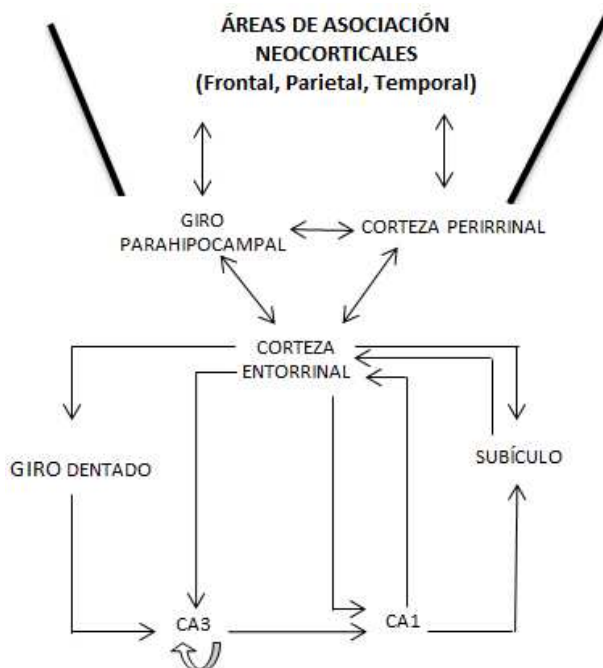 ÁREAS DE ASOCIACIÓN
NEOCORTICALES
(Frontal, Parietal, Temporal)
GIRO
PARAHIPOCAMPAL
CORTEZA PERIRRINAL
CORTEZA
ENTORRINAL
GIRO DENTADO
SUBÍCULO
CA3
CA1